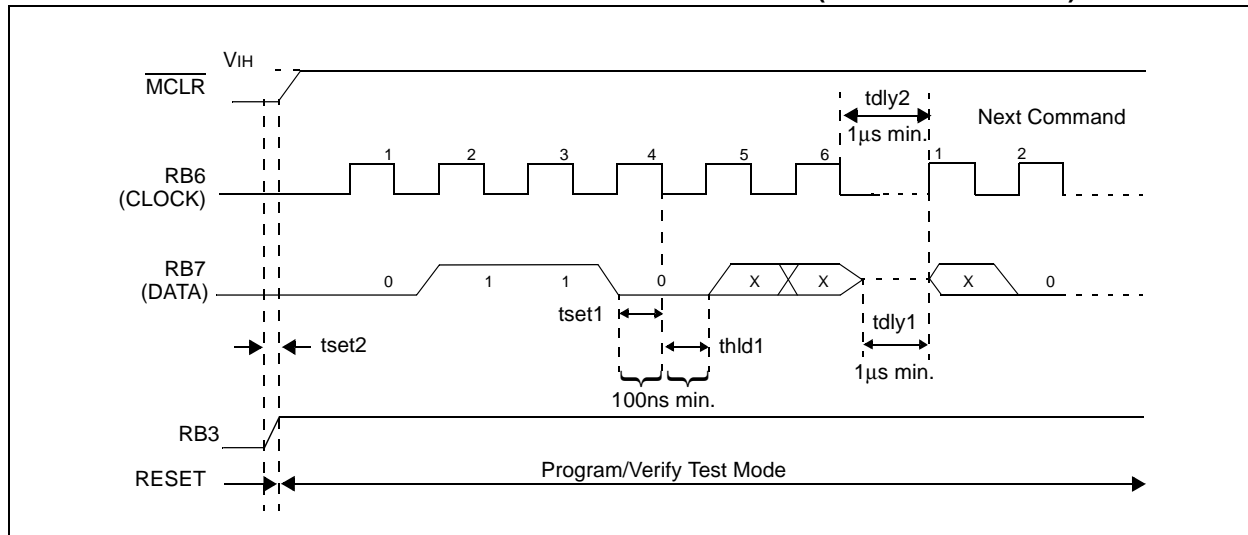 VIH
MCLR
tdly2
1µs min.
Next Command
1 2 3 4 5 6 1 2
RB6
(CLOCK)
RB7
(DATA)
0 1 1 0 X X X 0
tset1
thld1
tset2
tdly1
1µs min.
100ns min.
RB3
RESET
Program/Verify Test Mode